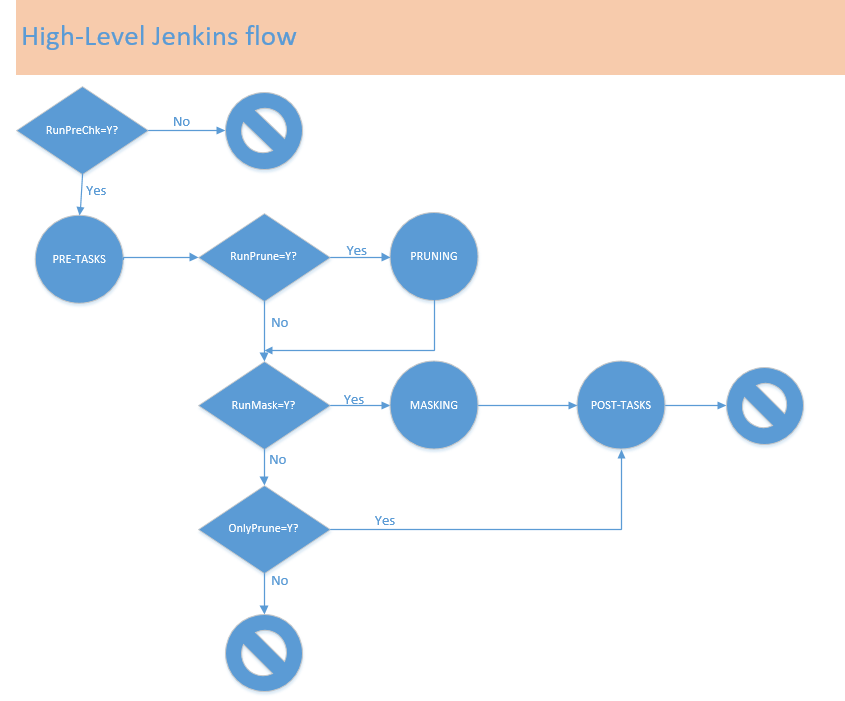 High-Level Jenkins flow
RunPreChk=Y?
No
Yes
PRE-TASKS
RunPrune=Y?
Yes
PRUNING
No
RunMask=Y?
Yes
MASKING
POST-TASKS
No
OnlyPrune=Y?
Yes
No